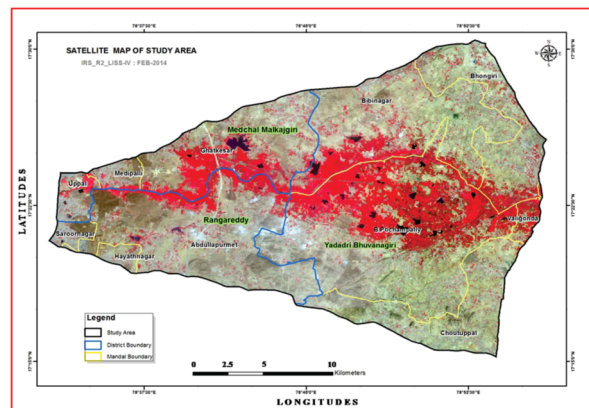 SATELLITE MAP OF STUDY AREA
IRS_R2_LISS-IV : FEB-2014
Bhongiri
Bibinagar
Medchal Malkajgiri
Ghatkesar
Medipalli
Uppal
Rangareddy
B.Pochampally
Valigonda
Saroornagar
Abdullapurmet
Yadadri Bhuvanagiri
Hayathnagar
Choutuppal
Legend
Study Area
District Boundary
Mandal Boundary
0 2.5 5 10
Kilometers
LATITUDES
LONGITUDES